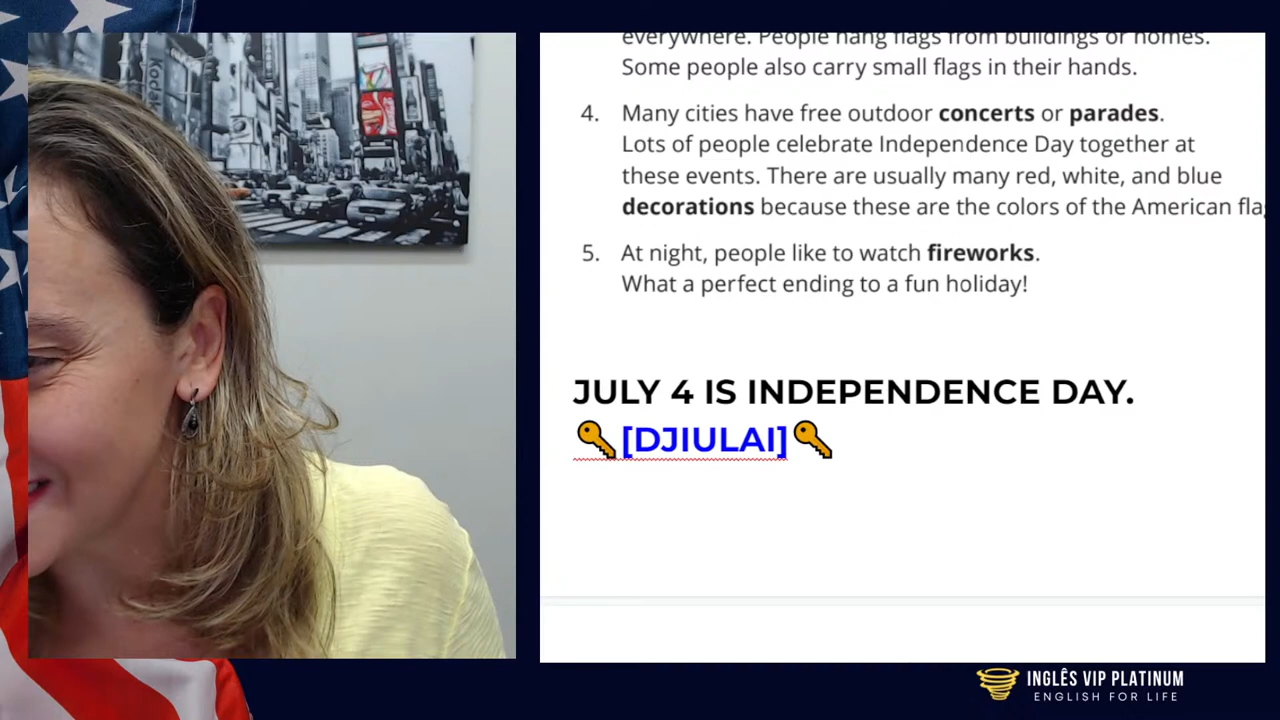 Kodak
everywhere. People hang flags from buildings or homes.
Some people also carry small flags in their hands.
4. Many cities have free outdoor concerts or parades.
Lots of people celebrate Independence Day together at
these events. There are usually many red, white, and blue
decorations because these are the colors of the American flag
5. At night, people like to watch fireworks.
What a perfect ending to a fun holiday!
JULY 4 IS INDEPENDENCE DAY.
🔑[DJIULAI]🔑
INGLÊS VIP PLATINUM
ENGLISH FOR LIFE